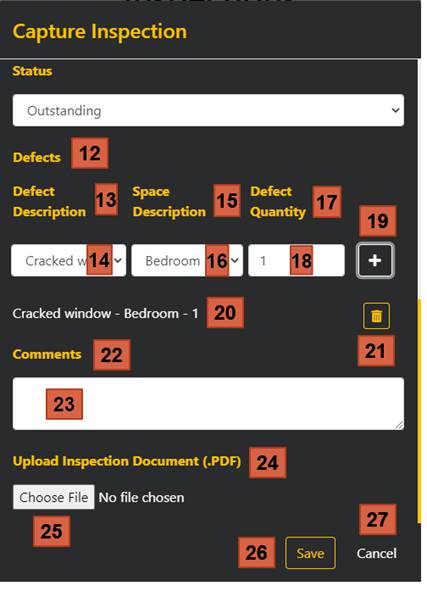 Capture Inspection
Status
Outstanding
Defects 12
Defect Description 13 Space Description 15 Defect Quantity 17
19
Cracked w 14 Bedroom 16 1 18 +
Cracked window - Bedroom - 1 20
21
Comments 22
23
Upload Inspection Document (.PDF) 24
Choose File No file chosen
25
27
26 Save Cancel